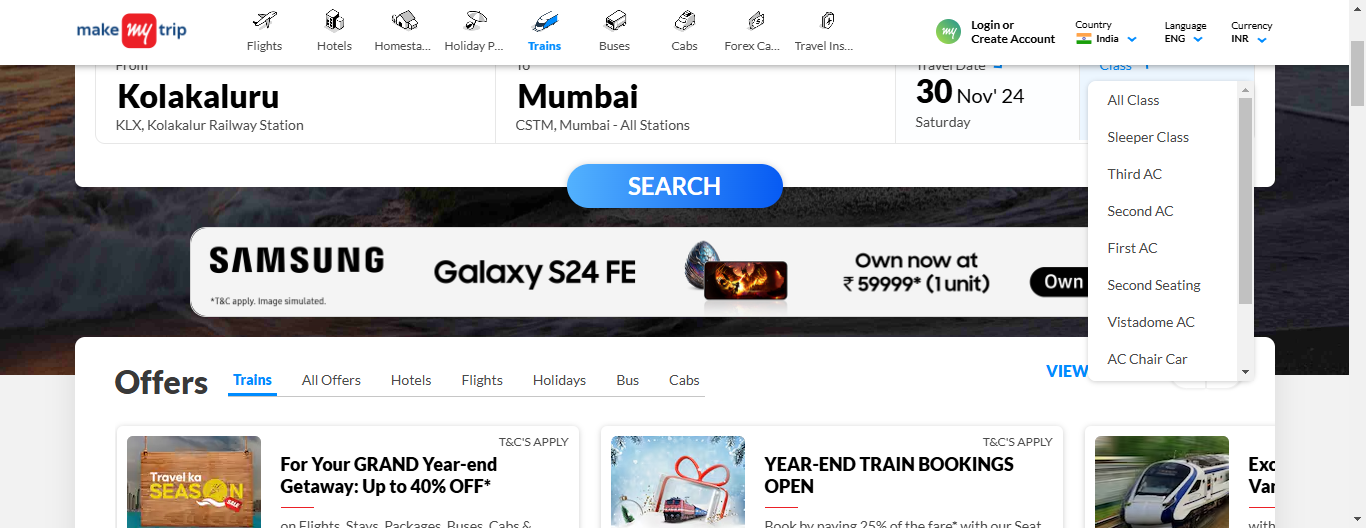 make my trip
Flights
Hotels
Homesta...
Holiday P...
Trains
Buses
Cabs
Forex Ca...
Travel Ins...
my
Login or
Create Account
Country
India
Language
ENG
Currency
INR
From
To
Travel Date
Class
Kolakaluru
KLX, Kolakalur Railway Station
Mumbai
CSTM, Mumbai - All Stations
30 Nov' 24
Saturday
All Class
Sleeper Class
Third AC
Second AC
First AC
Second Seating
Vistadome AC
AC Chair Car
SEARCH
SAMSUNG
*T&C apply. Image simulated.
Galaxy S24 FE
Own now at
₹ 59999* (1 unit)
Own
Offers
Trains
All Offers
Hotels
Flights
Holidays
Bus
Cabs
VIEW
T&C'S APPLY
Travel ka
SEASON
SALE
For Your GRAND Year-end
Getaway: Up to 40% OFF*
on Flights, Stays, Packages, Buses, Cabs &
T&C'S APPLY
YEAR-END TRAIN BOOKINGS
OPEN
Book by paying 25% of the fare* with our Seat
Exc
Van
with